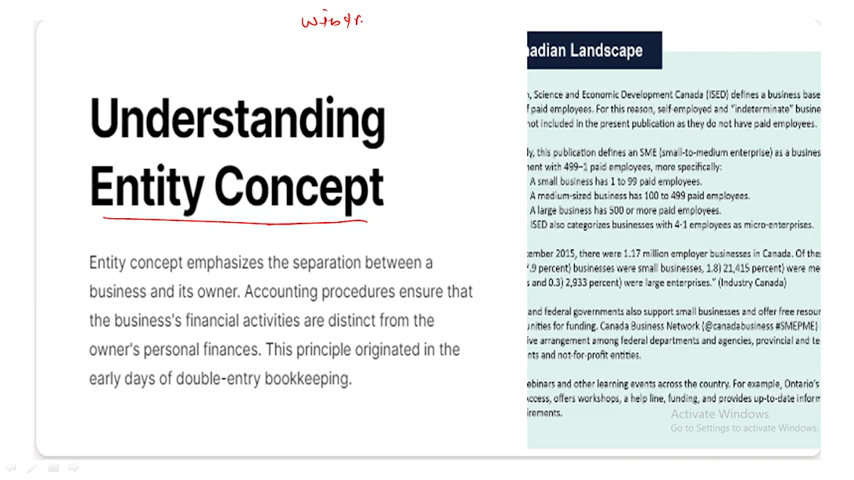 Understanding
Entity Concept
Entity concept emphasizes the separation between a
business and its owner. Accounting procedures ensure that
the business's financial activities are distinct from the
owner's personal finances. This principle originated in the
early days of double-entry bookkeeping.
adian Landscape
, Science and Economic Development Canada (ISED) defines a business base
f paid employees. For this reason, self-employed and "indeterminate" busine
not included in the present publication as they do not have paid employees.
ly, this publication defines an SME (small-to-medium enterprise) as a busines
ent with 499–1 paid employees, more specifically:
A small business has 1 to 99 paid employees.
A medium-sized business has 100 to 499 paid employees.
A large business has 500 or more paid employees.
ISED also categorizes businesses with 4-1 employees as micro-enterprises.
ember 2015, there were 1.17 million employer businesses in Canada. Of thes
7.9 percent) businesses were small businesses, 1.8) 21,415 percent) were me
s and 0.3) 2,933 percent) were large enterprises." (Industry Canada)
and federal governments also support small businesses and offer free resour
unities for funding. Canada Business Network (@canadabusiness #SMEPME)
ive arrangement among federal departments and agencies, provincial and te
nts and not-for-profit entities.
ebinars and other learning events across the country. For example, Ontario's
Access, offers workshops, a help line, funding, and provides up-to-date inform
irements.
Activate Windows
Go to Settings to activate Windows.